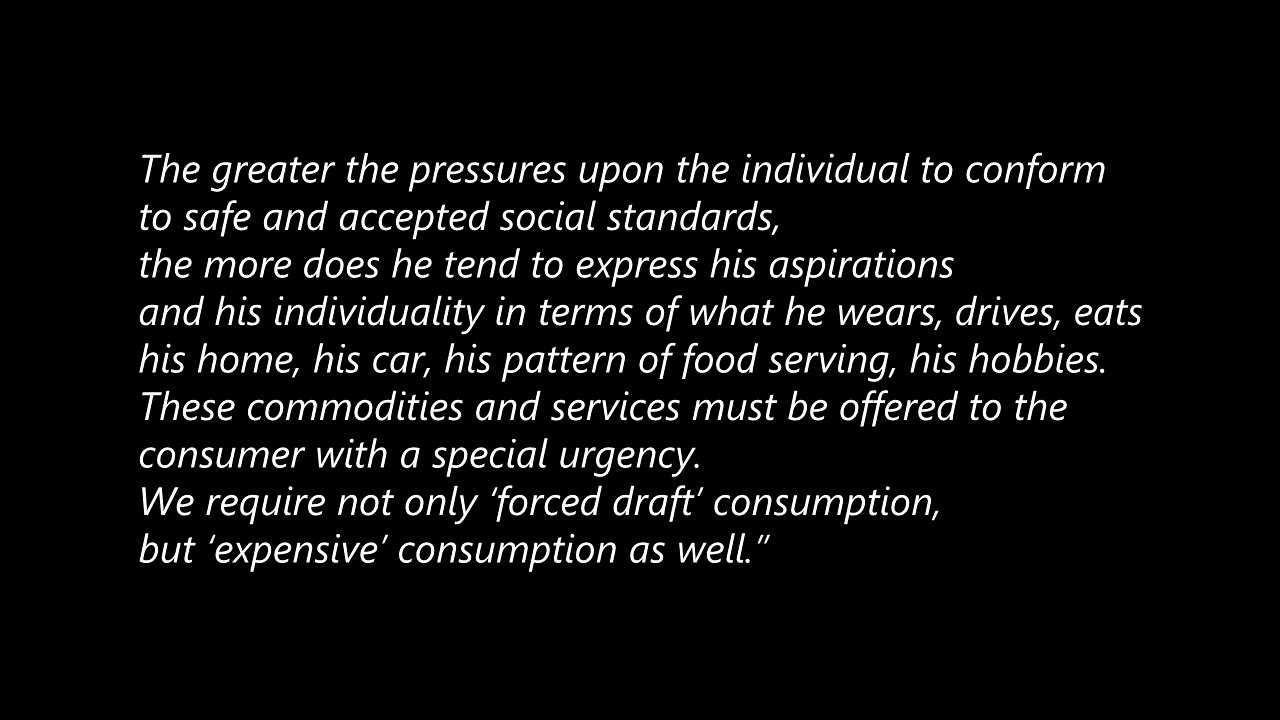 The greater the pressures upon the individual to conform
to safe and accepted social standards,
the more does he tend to express his aspirations
and his individuality in terms of what he wears, drives, eats
his home, his car, his pattern of food serving, his hobbies.
These commodities and services must be offered to the
consumer with a special urgency.
We require not only ‘forced draft’ consumption,
but ‘expensive’ consumption as well.”